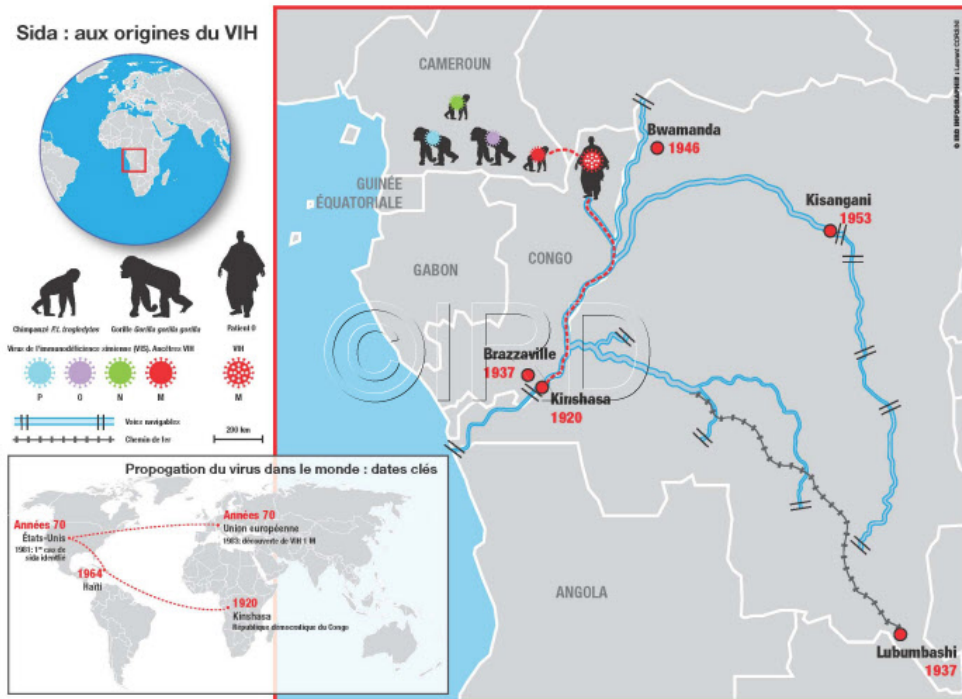 Sida : aux origines du VIH
Chimpanzé P.t. troglodytes
Gorille Gorilla gorilla gorilla
Patient 0
Virus de l'immunodéficience simienne (VIS). Ancêtres VIH
VIH
P
O
N
M
M
Voies navigables
Chemin de fer
200 km
CAMEROUN
GUINÉE
ÉQUATORIALE
GABON
CONGO
ANGOLA
Bwamanda
1946
Kisangani
1953
Brazzaville
1937
Kinshasa
1920
Lubumbashi
1937
©IRD
© IRD INFOGRAPHIE : Laurent CORSINI
Propogation du virus dans le monde : dates clés
Années 70
États-Unis
1981: 1er cas de
sida identifié
Années 70
Union européenne
1983: découverte de VIH 1 M
1964
Haïti
1920
Kinshasa
République démocratique du Congo